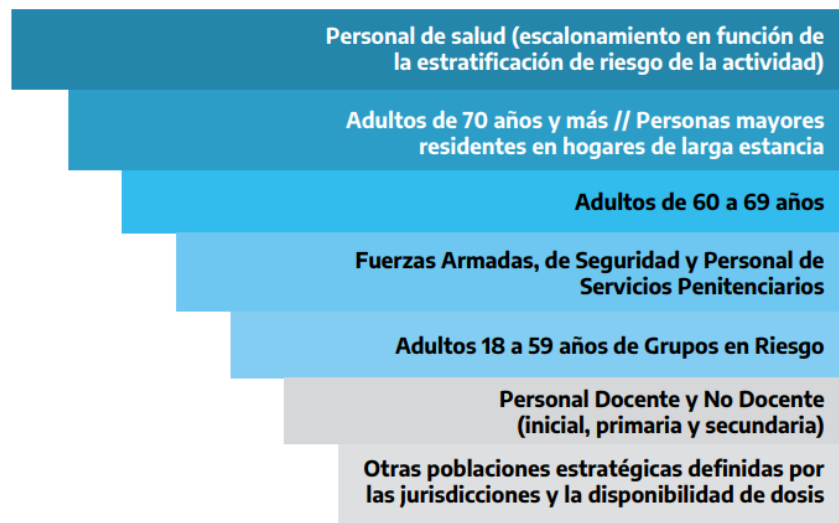 Personal de salud (escalonamiento en función de
la estratificación de riesgo de la actividad)
Adultos de 70 años y más // Personas mayores
residentes en hogares de larga estancia
Adultos de 60 a 69 años
Fuerzas Armadas, de Seguridad y Personal de
Servicios Penitenciarios
Adultos 18 a 59 años de Grupos en Riesgo
Personal Docente y No Docente
(inicial, primaria y secundaria)
Otras poblaciones estratégicas definidas por
las jurisdicciones y la disponibilidad de dosis